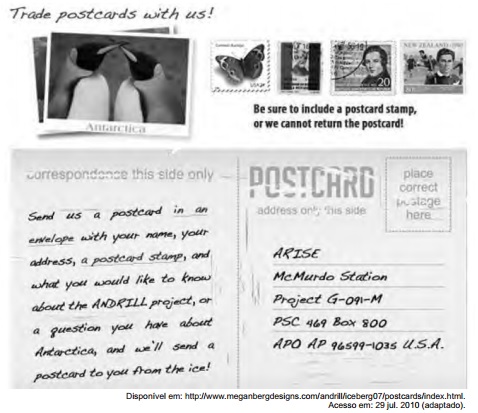 Trade postcards with us!
Antarctica
20
NEW ZEALAND
Be sure to include a postcard stamp,
or we cannot return the postcard!
correspondence this side only
Send us a postcard in an
envelope with your name, your
address, a postcard stamp, and
what you would like to know
about the ANDRILL project, or
a question you have about
Antarctica, and we'll send a
postcard to you from the ice!
POSTCARD
address only this side
place
correct
postage
here
ARISE
McMurdo Station
Project G-091-M
PSC 469 Box 800
APO AP 96599-1035 U.S.A.
Disponível em: http://www.meganbergdesigns.com/andrill/iceberg07/postcards/index.html.
Acesso em: 29 jul. 2010 (adaptado).